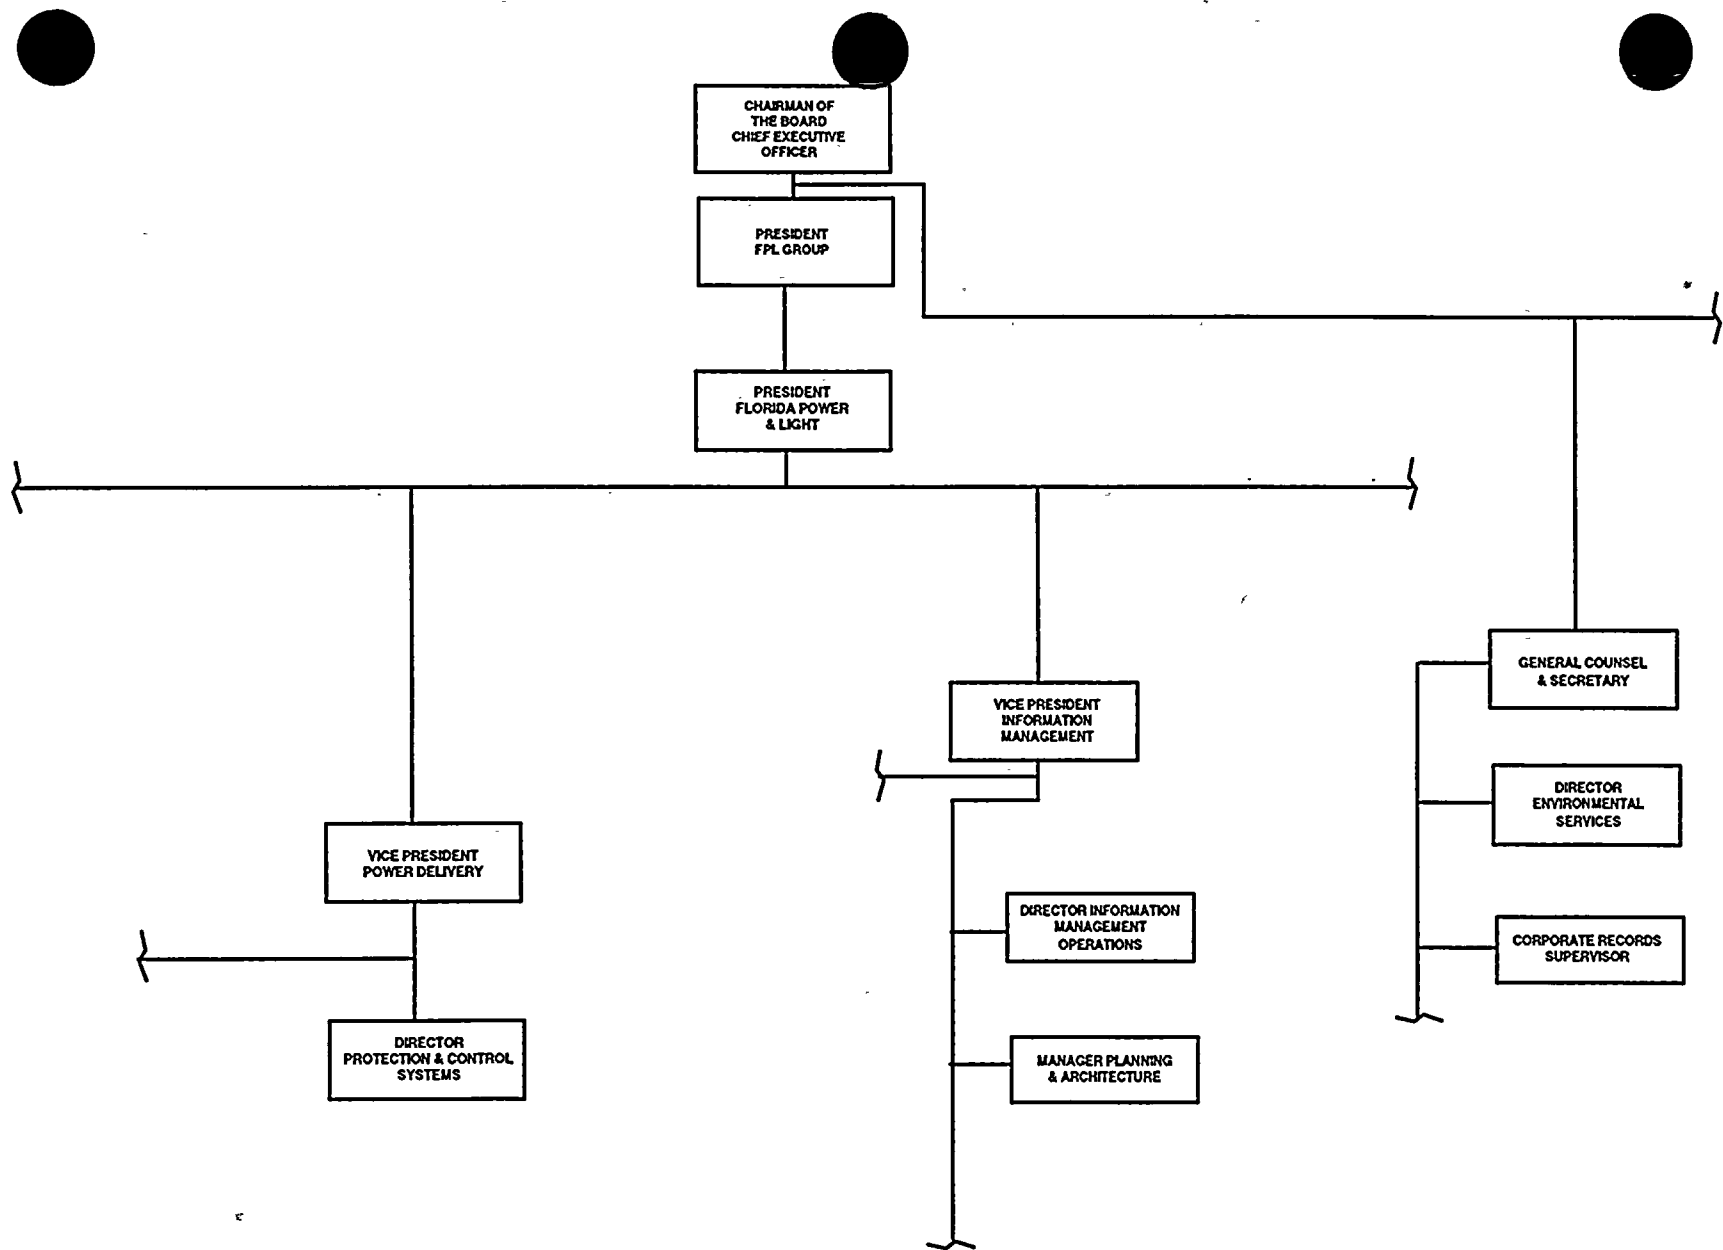 CHAIRMAN OF
THE BOARD
CHIEF EXECUTIVE
OFFICER
PRESIDENT
FPL GROUP
PRESIDENT
FLORIDA POWER
& LIGHT
GENERAL COUNSEL
& SECRETARY
VICE PRESIDENT
INFORMATION
MANAGEMENT
DIRECTOR
ENVIRONMENTAL
SERVICES
VICE PRESIDENT
POWER DELIVERY
DIRECTOR INFORMATION
MANAGEMENT
OPERATIONS
CORPORATE RECORDS
SUPERVISOR
DIRECTOR
PROTECTION & CONTROL
SYSTEMS
MANAGER PLANNING
& ARCHITECTURE